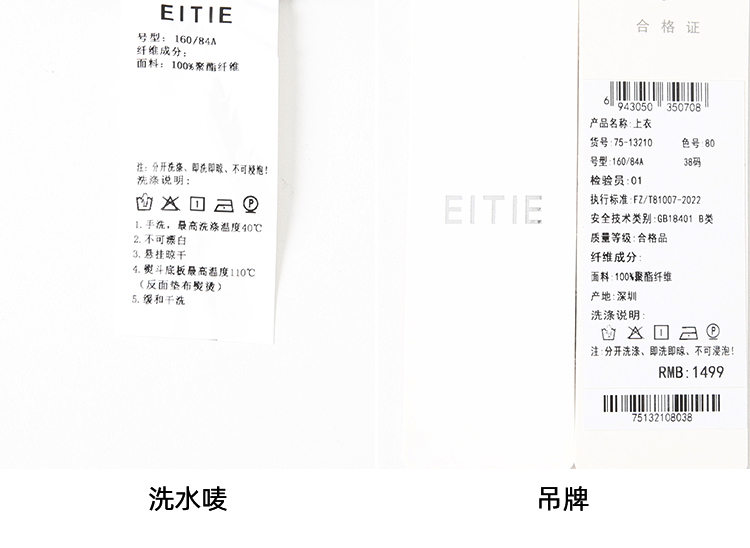 EITIE
号型: 160/84A
纤维成分:
面料: 100%聚酯纤维
注: 分开洗涤、即洗即晾、不可浸泡!
洗涤说明:
1.手洗，最高洗涤温度40℃
2.不可漂白
3.悬挂晾干
4.熨斗底板最高温度110℃
（反面垫布熨烫）
5.缓和干洗
洗水唛
EITIE
合格证
6 943050 350708
产品名称:上衣
货号:75-13210 色号:80
号型:160/84A 38码
检验员:01
执行标准:FZ/T81007-2022
安全技术类别:GB18401 B类
质量等级:合格品
纤维成分:
面料:100%聚酯纤维
产地:深圳
洗涤说明:
注:分开洗涤、即洗即晾、不可浸泡!
RMB:1499
75132108038
吊牌